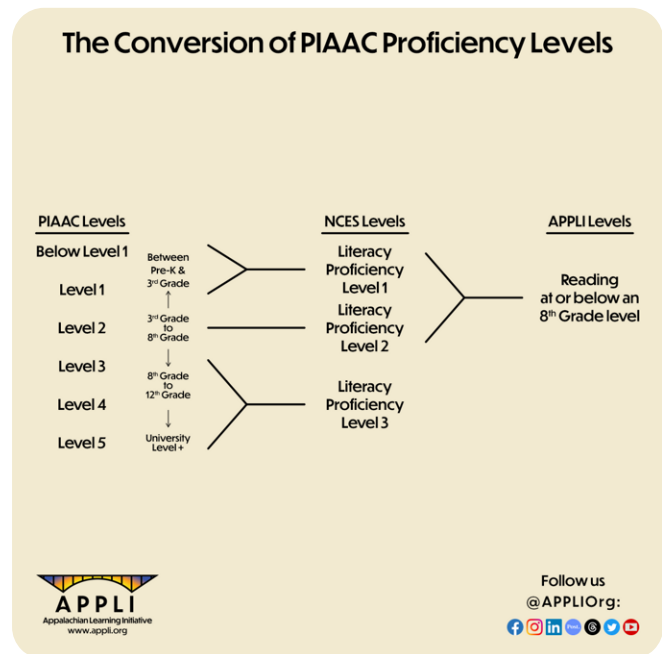 The Conversion of PIAAC Proficiency Levels
PIAAC Levels
Below Level 1
Level 1
Level 2
Level 3
Level 4
Level 5
Between
Pre-K &
3rd Grade
3rd Grade
to
8th Grade
8th Grade
to
12th Grade
University
Level +
NCES Levels
Literacy
Proficiency
Level 1
Literacy
Proficiency
Level 2
Literacy
Proficiency
Level 3
APPLI Levels
Reading
at or below an
8th Grade level
APPLI
Appalachian Learning Initiative
www.appli.org
Follow us
@APPLIOrg: